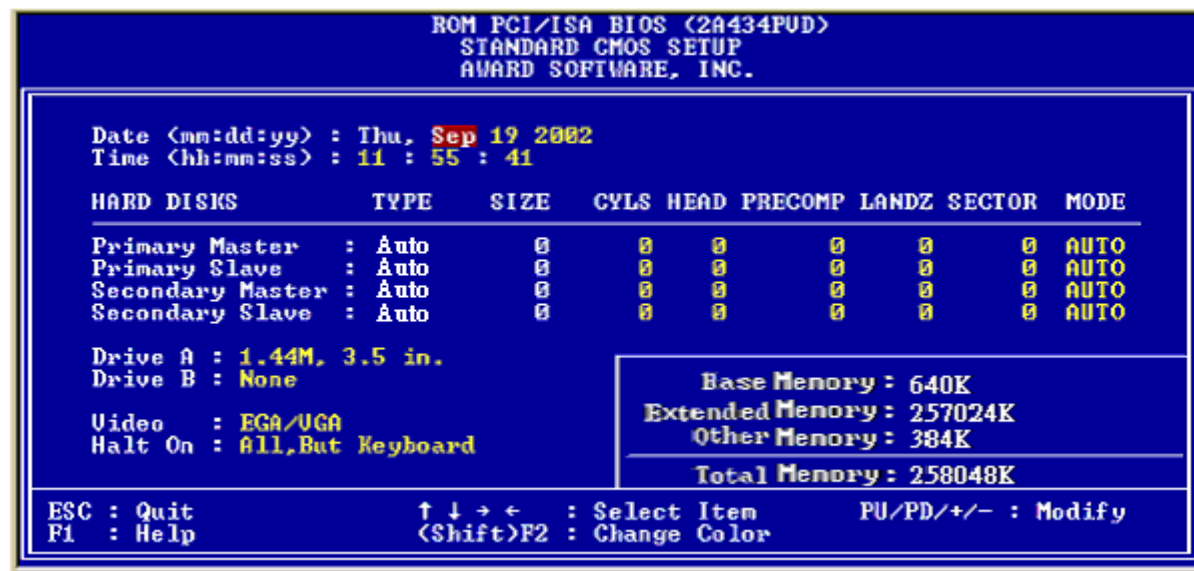 ROM PCI/ISA BIOS (2A434PVD)
STANDARD CMOS SETUP
AWARD SOFTWARE, INC.
Date (mm:dd:yy) : Thu, Sep 19 2002
Time (hh:mm:ss) : 11 : 55 : 41
HARD DISKS TYPE SIZE CYLS HEAD PRECOMP LANDZ SECTOR MODE
Primary Master : Auto 0 0 0 0 0 0 AUTO
Primary Slave : Auto 0 0 0 0 0 0 AUTO
Secondary Master : Auto 0 0 0 0 0 0 AUTO
Secondary Slave : Auto 0 0 0 0 0 0 AUTO
Drive A : 1.44M, 3.5 in.
Drive B : None
Video : EGA/VGA
Halt On : All,But Keyboard
Base Memory : 640K
Extended Memory : 257024K
Other Memory : 384K
Total Memory : 258048K
ESC : Quit ↑ ↓ → ← : Select Item PU/PD/+/- : Modify
F1 : Help (Shift)F2 : Change Color